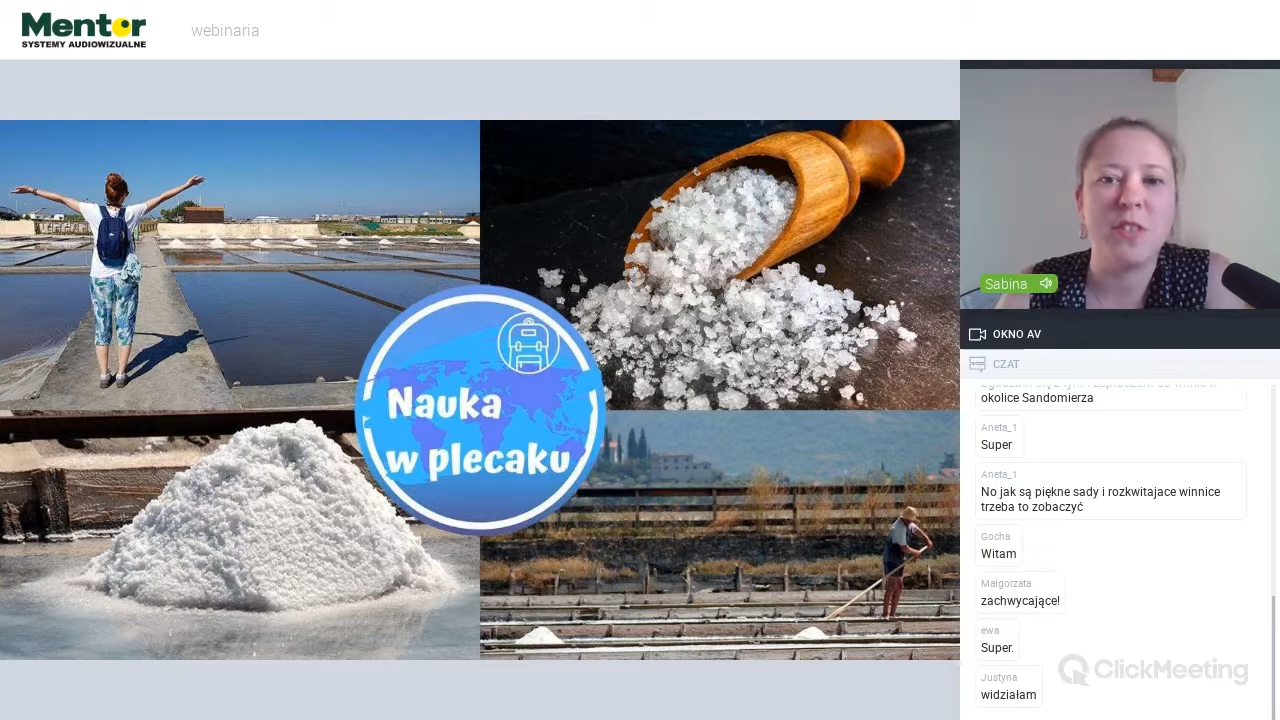 Mentor
SYSTEMY AUDIOWIZUALNE
webinaria
Nauka
w plecaku
Sabina
OKNO AV
CZAT
okolice Sandomierza
Aneta_1
Super
Aneta_1
No jak są piękne sady i rozkwitajace winnice
trzeba to zobaczyć
Gocha
Witam
Małgorzata
zachwycające!
ewa
Super.
Justyna
widziałam
ClickMeeting